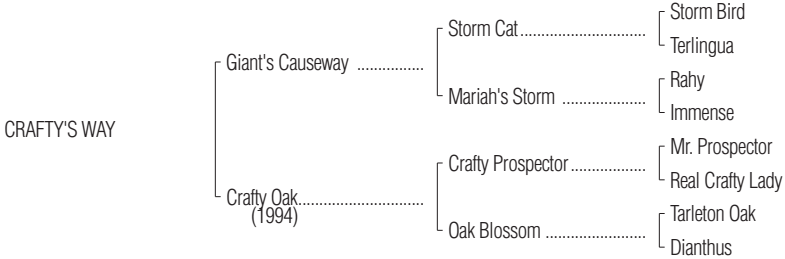 Storm Bird
Storm Cat..............................
Terlingua
Giant's Causeway ................
Rahy
Mariah's Storm ....................
Immense
CRAFTY'S WAY
Mr. Prospector
Crafty Prospector..................
Real Crafty Lady
Crafty Oak..............................
(1994)
Tarleton Oak
Oak Blossom ........................
Dianthus